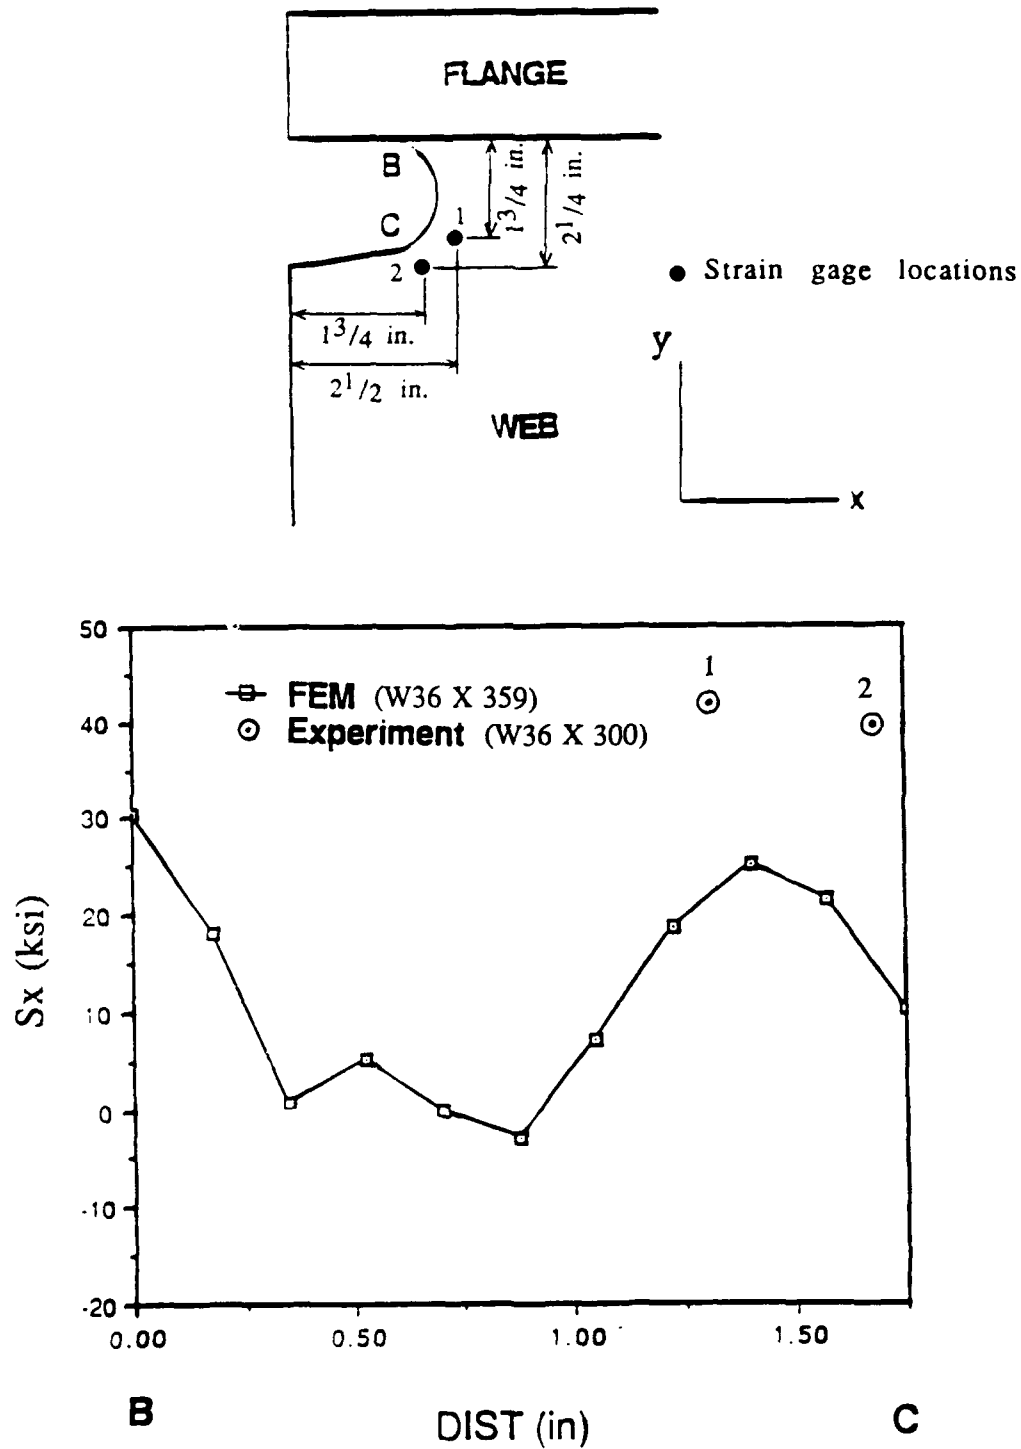 FLANGE
B
C
1
2
1 3/4 in.
2 1/4 in.
Strain gage locations
1 3/4 in.
2 1/2 in.
WEB
y
x
50
40
30
20
10
0
-10
-20
Sx (ksi)
FEM (W36 X 359)
Experiment (W36 X 300)
1
2
0.00
0.50
1.00
1.50
B
DIST (in)
C